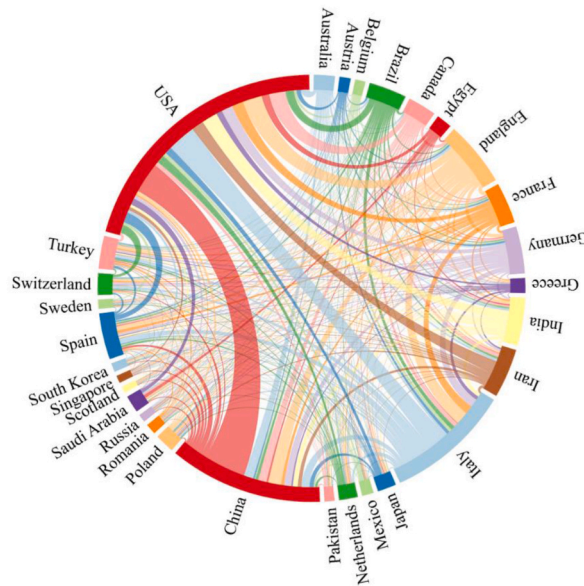 Australia
Austria
Belgium
Brazil
Canada
Egypt
England
France
Germany
Greece
India
Iran
Italy
Japan
Mexico
Netherlands
Pakistan
China
Poland
Romania
Russia
Saudi Arabia
Scotland
Singapore
South Korea
Spain
Sweden
Switzerland
Turkey
USA